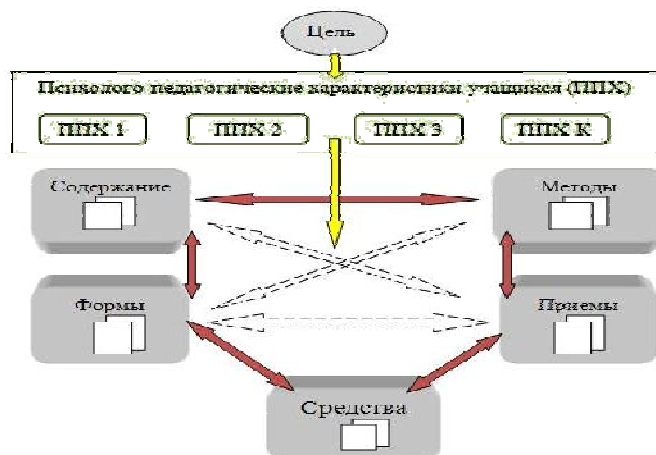 Цель
Психолого педагогические характеристики учащихся (ППХ)
ППХ 1 ППХ 2 ППХ 3 ППХ К
Содержание Методы
Формы Приемы
Средства